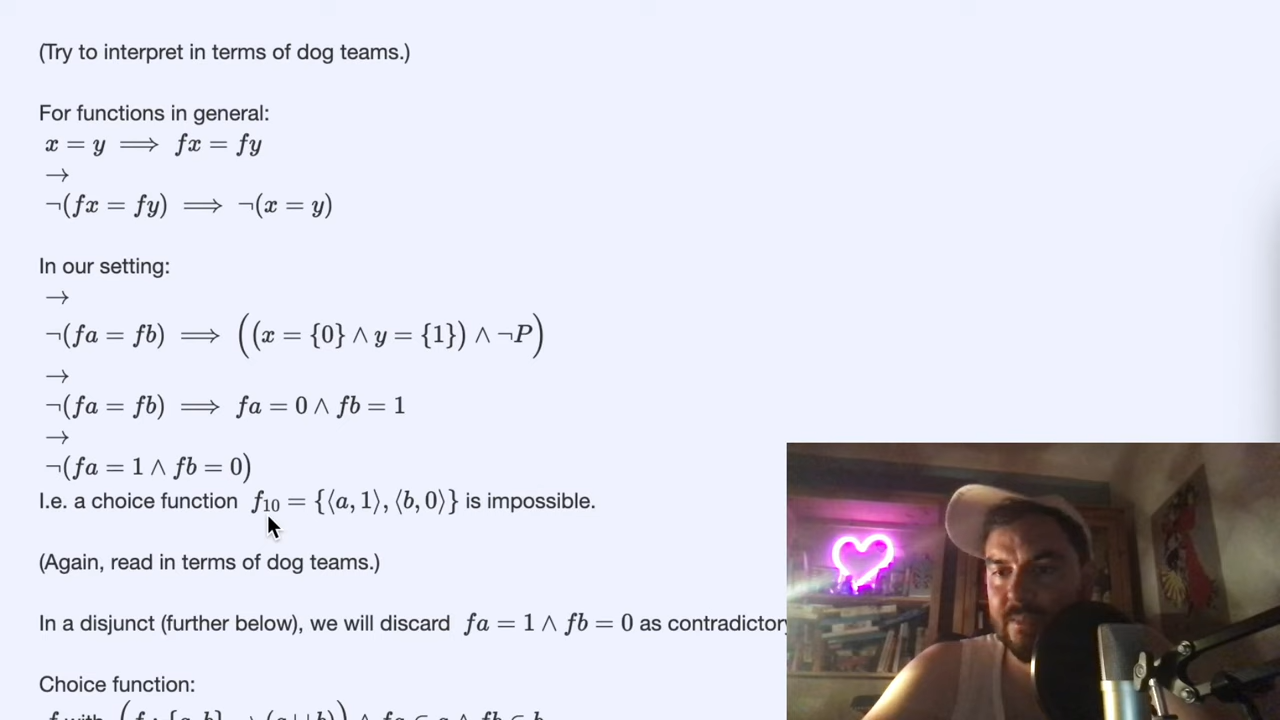 (Try to interpret in terms of dog teams.)
For functions in general:
x = y ⟹ fx = fy
→
¬(fx = fy) ⟹ ¬(x = y)
In our setting:
→
¬(fa = fb) ⟹ ((x = {0} ∧ y = {1}) ∧ ¬P)
→
¬(fa = fb) ⟹ fa = 0 ∧ fb = 1
→
¬(fa = 1 ∧ fb = 0)
I.e. a choice function f₁₀ = {⟨a, 1⟩, ⟨b, 0⟩} is impossible.
(Again, read in terms of dog teams.)
In a disjunct (further below), we will discard fa = 1 ∧ fb = 0 as contradictory
Choice function: